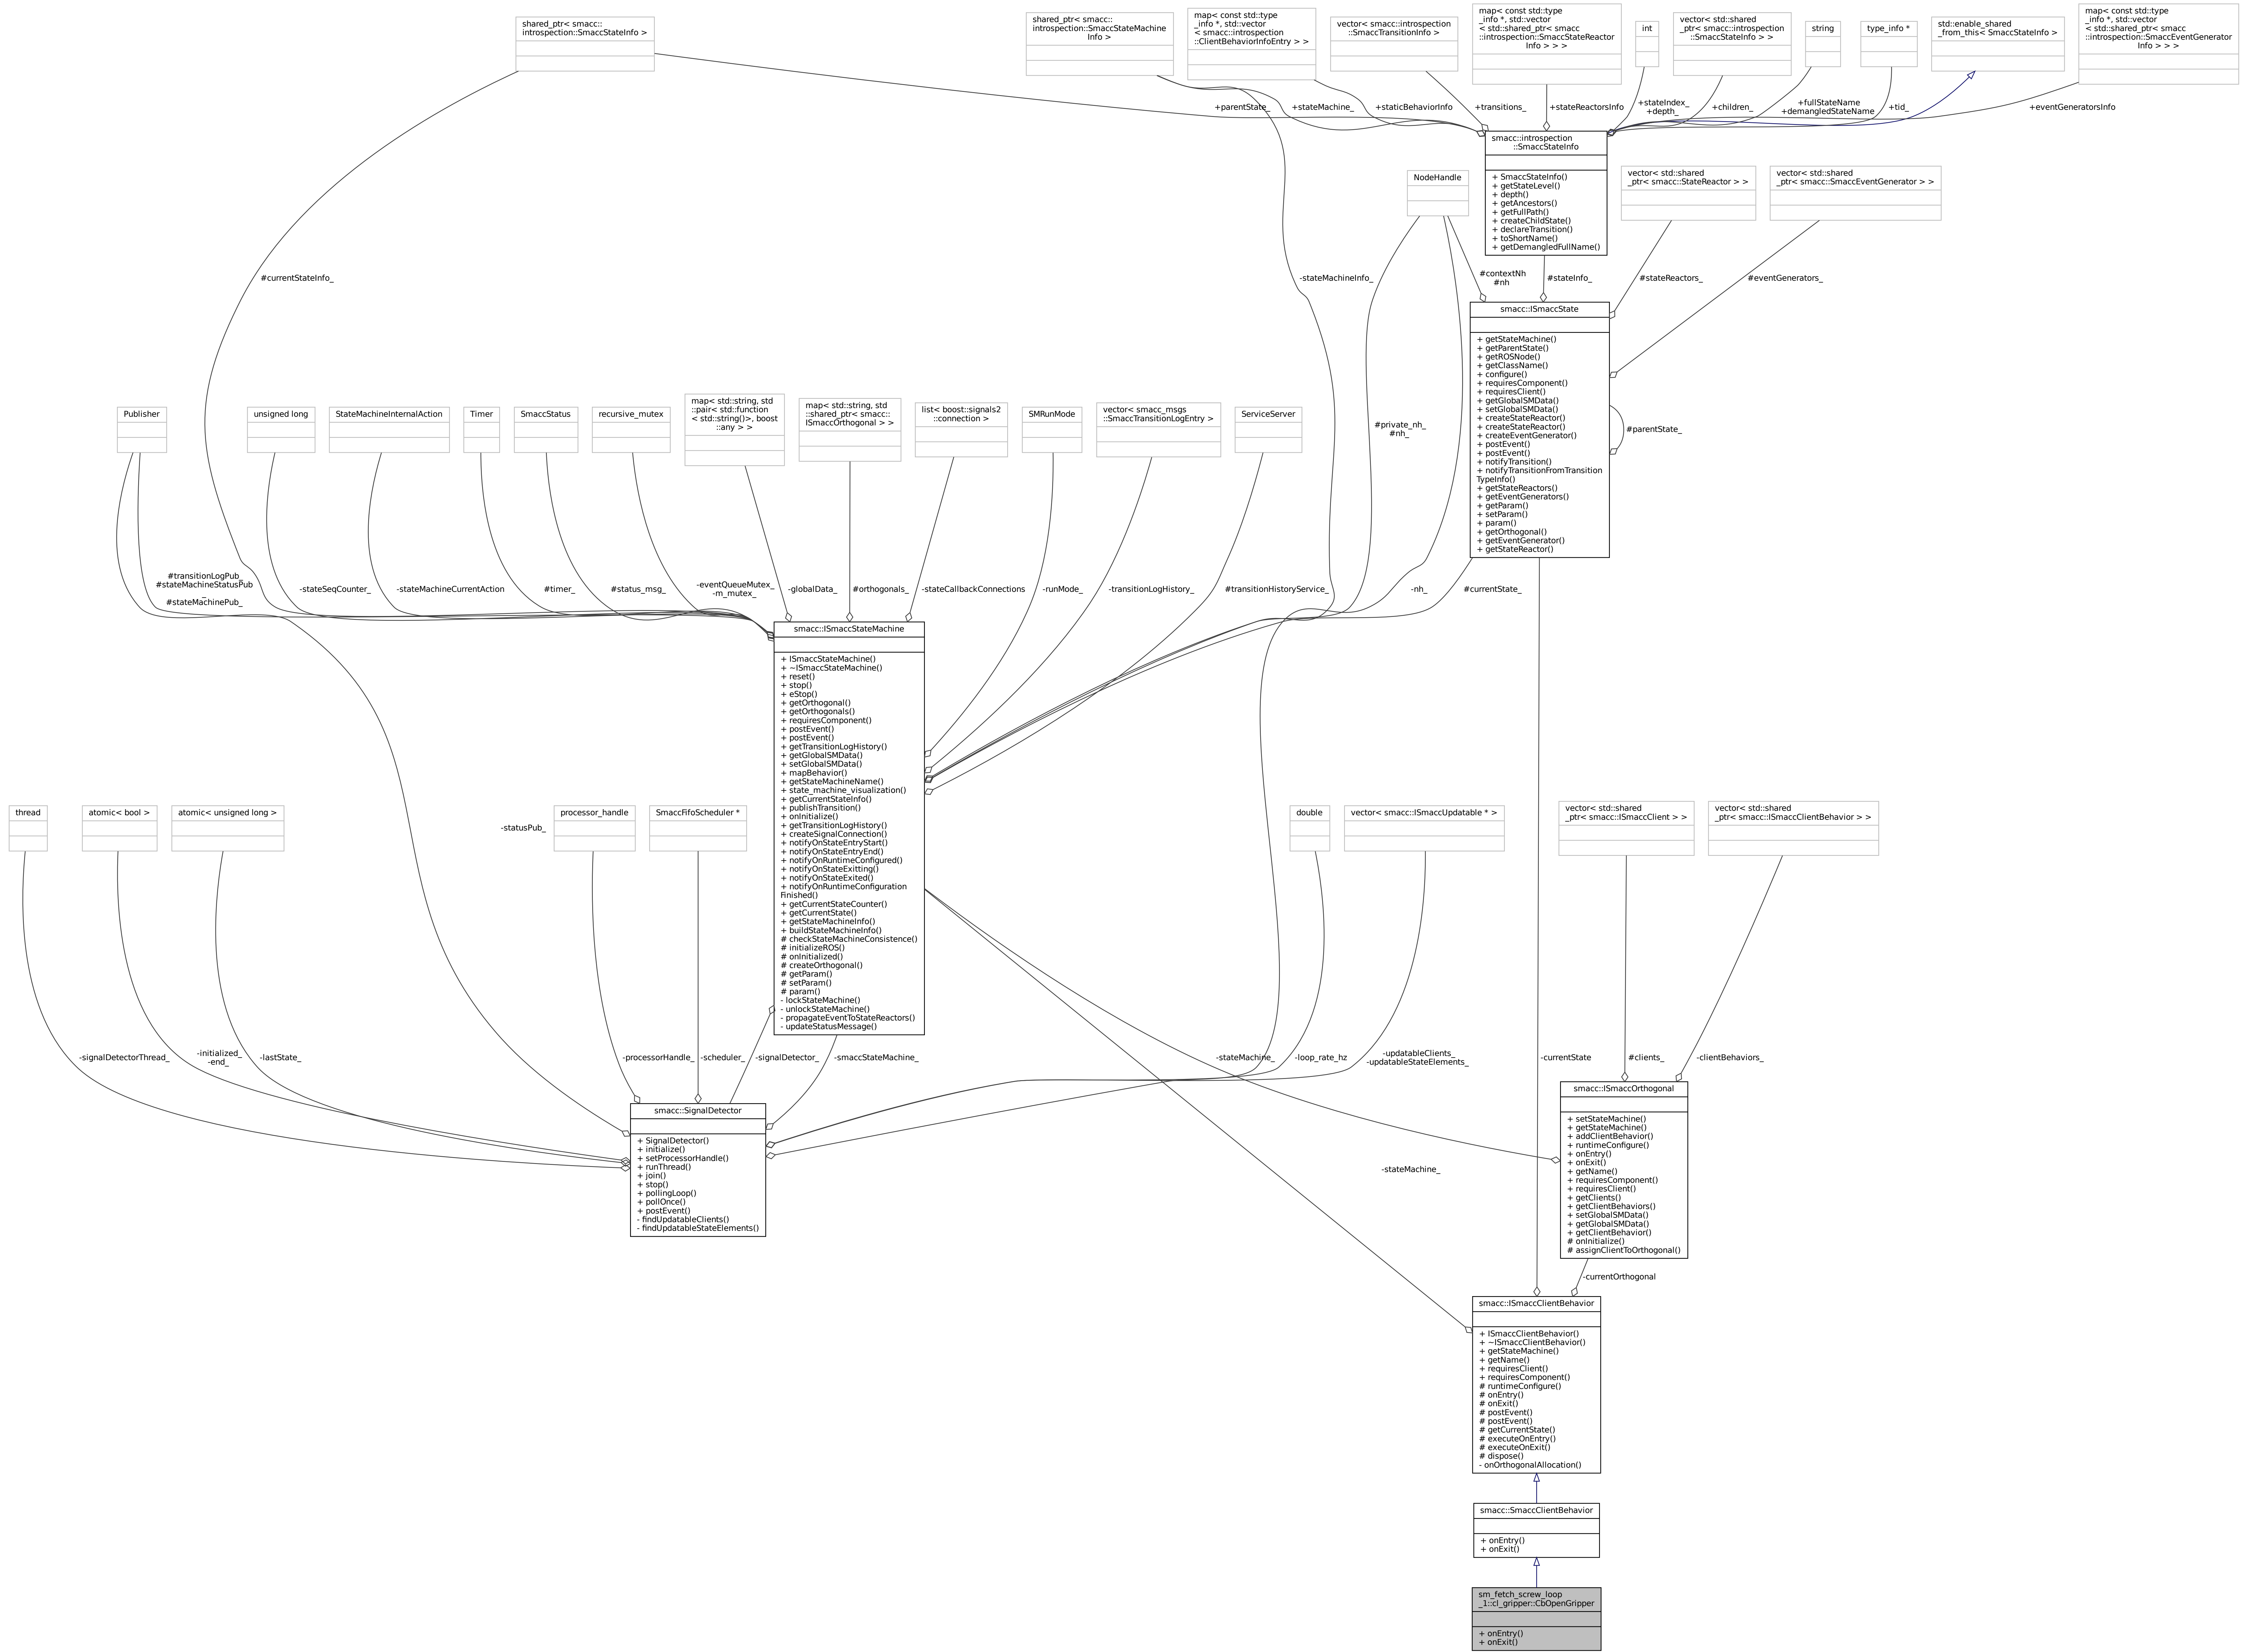 shared_ptr< smacc::
introspection::SmaccStateInfo >
shared_ptr< smacc::
introspection::SmaccStateMachine
Info >
map< const std::type
_info *, std::vector
< smacc::introspection
::ClientBehaviorInfoEntry > >
vector< smacc::introspection
::SmaccTransitionInfo >
map< const std::type
_info *, std::vector
< std::shared_ptr< smacc
::introspection::SmaccStateReactor
Info > > >
int
vector< std::shared
_ptr< smacc::introspection
::SmaccStateInfo > >
string
type_info *
std::enable_shared
_from_this< SmaccStateInfo >
map< const std::type
_info *, std::vector
< std::shared_ptr< smacc
::introspection::SmaccEventGenerator
Info > > >
+parentState_
+stateMachine_
+staticBehaviorInfo
+transitions_
+stateReactorsInfo
+stateIndex_
+depth_
+children_
+fullStateName
+demangledStateName
+tid_
+eventGeneratorsInfo
smacc::introspection
::SmaccStateInfo
+ SmaccStateInfo()
+ getStateLevel()
+ depth()
+ getAncestors()
+ getFullPath()
+ createChildState()
+ declareTransition()
+ toShortName()
+ getDemangledFullName()
NodeHandle
vector< std::shared
_ptr< smacc::StateReactor > >
vector< std::shared
_ptr< smacc::SmaccEventGenerator > >
#currentStateInfo_
-stateMachineInfo_
#contextNh
#nh
#stateInfo_
#stateReactors_
#eventGenerators_
smacc::ISmaccState
+ getStateMachine()
+ getParentState()
+ getROSNode()
+ getClassName()
+ configure()
+ requiresComponent()
+ requiresClient()
+ getGlobalSMData()
+ setGlobalSMData()
+ createStateReactor()
+ createStateReactor()
+ createEventGenerator()
+ postEvent()
+ postEvent()
+ notifyTransition()
+ notifyTransitionFromTransition
TypeInfo()
+ getStateReactors()
+ getEventGenerators()
+ getParam()
+ setParam()
+ param()
+ getOrthogonal()
+ getEventGenerator()
+ getStateReactor()
#parentState_
Publisher
unsigned long
StateMachineInternalAction
Timer
SmaccStatus
recursive_mutex
map< std::string, std
::pair< std::function
< std::string()>, boost
::any > >
map< std::string, std
::shared_ptr< smacc::
ISmaccOrthogonal > >
list< boost::signals2
::connection >
SMRunMode
vector< smacc_msgs
::SmaccTransitionLogEntry >
ServiceServer
#private_nh_
#nh_
#transitionLogPub_
#stateMachineStatusPub
_
#stateMachinePub_
-stateSeqCounter_
-stateMachineCurrentAction
#timer_
#status_msg_
-eventQueueMutex_
-m_mutex_
-globalData_
#orthogonals_
-stateCallbackConnections
-runMode_
-transitionLogHistory_
#transitionHistoryService_
-nh_
#currentState_
smacc::ISmaccStateMachine
+ ISmaccStateMachine()
+ ~ISmaccStateMachine()
+ reset()
+ stop()
+ eStop()
+ getOrthogonal()
+ getOrthogonals()
+ requiresComponent()
+ postEvent()
+ postEvent()
+ getTransitionLogHistory()
+ getGlobalSMData()
+ setGlobalSMData()
+ mapBehavior()
+ getStateMachineName()
+ state_machine_visualization()
+ getCurrentStateInfo()
+ publishTransition()
+ onInitialize()
+ getTransitionLogHistory()
+ createSignalConnection()
+ notifyOnStateEntryStart()
+ notifyOnStateEntryEnd()
+ notifyOnRuntimeConfigured()
+ notifyOnStateExitting()
+ notifyOnStateExited()
+ notifyOnRuntimeConfiguration
Finished()
+ getCurrentStateCounter()
+ getCurrentState()
+ getStateMachineInfo()
+ buildStateMachineInfo()
# checkStateMachineConsistence()
# initializeROS()
# onInitialized()
# createOrthogonal()
# getParam()
# setParam()
# param()
- lockStateMachine()
- unlockStateMachine()
- propagateEventToStateReactors()
- updateStatusMessage()
thread
atomic< bool >
atomic< unsigned long >
-statusPub_
processor_handle
SmaccFifoScheduler *
double
vector< smacc::ISmaccUpdatable * >
vector< std::shared
_ptr< smacc::ISmaccClient > >
vector< std::shared
_ptr< smacc::ISmaccClientBehavior > >
-signalDetectorThread_
-initialized_
-end_
-lastState_
-processorHandle_
-scheduler_
-signalDetector_
-smaccStateMachine_
-stateMachine_
-loop_rate_hz
-updatableClients_
-updatableStateElements_
-currentState
#clients_
-clientBehaviors_
smacc::SignalDetector
+ SignalDetector()
+ initialize()
+ setProcessorHandle()
+ runThread()
+ join()
+ stop()
+ pollingLoop()
+ pollOnce()
+ postEvent()
- findUpdatableClients()
- findUpdatableStateElements()
smacc::ISmaccOrthogonal
+ setStateMachine()
+ getStateMachine()
+ addClientBehavior()
+ runtimeConfigure()
+ onEntry()
+ onExit()
+ getName()
+ requiresComponent()
+ requiresClient()
+ getClients()
+ getClientBehaviors()
+ setGlobalSMData()
+ getGlobalSMData()
+ getClientBehavior()
# onInitialize()
# assignClientToOrthogonal()
-stateMachine_
-currentOrthogonal
smacc::ISmaccClientBehavior
+ ISmaccClientBehavior()
+ ~ISmaccClientBehavior()
+ getStateMachine()
+ getName()
+ requiresClient()
+ requiresComponent()
# runtimeConfigure()
# onEntry()
# onExit()
# postEvent()
# postEvent()
# getCurrentState()
# executeOnEntry()
# executeOnExit()
# dispose()
- onOrthogonalAllocation()
smacc::SmaccClientBehavior
+ onEntry()
+ onExit()
sm_fetch_screw_loop
_1::cl_gripper::CbOpenGripper
+ onEntry()
+ onExit()